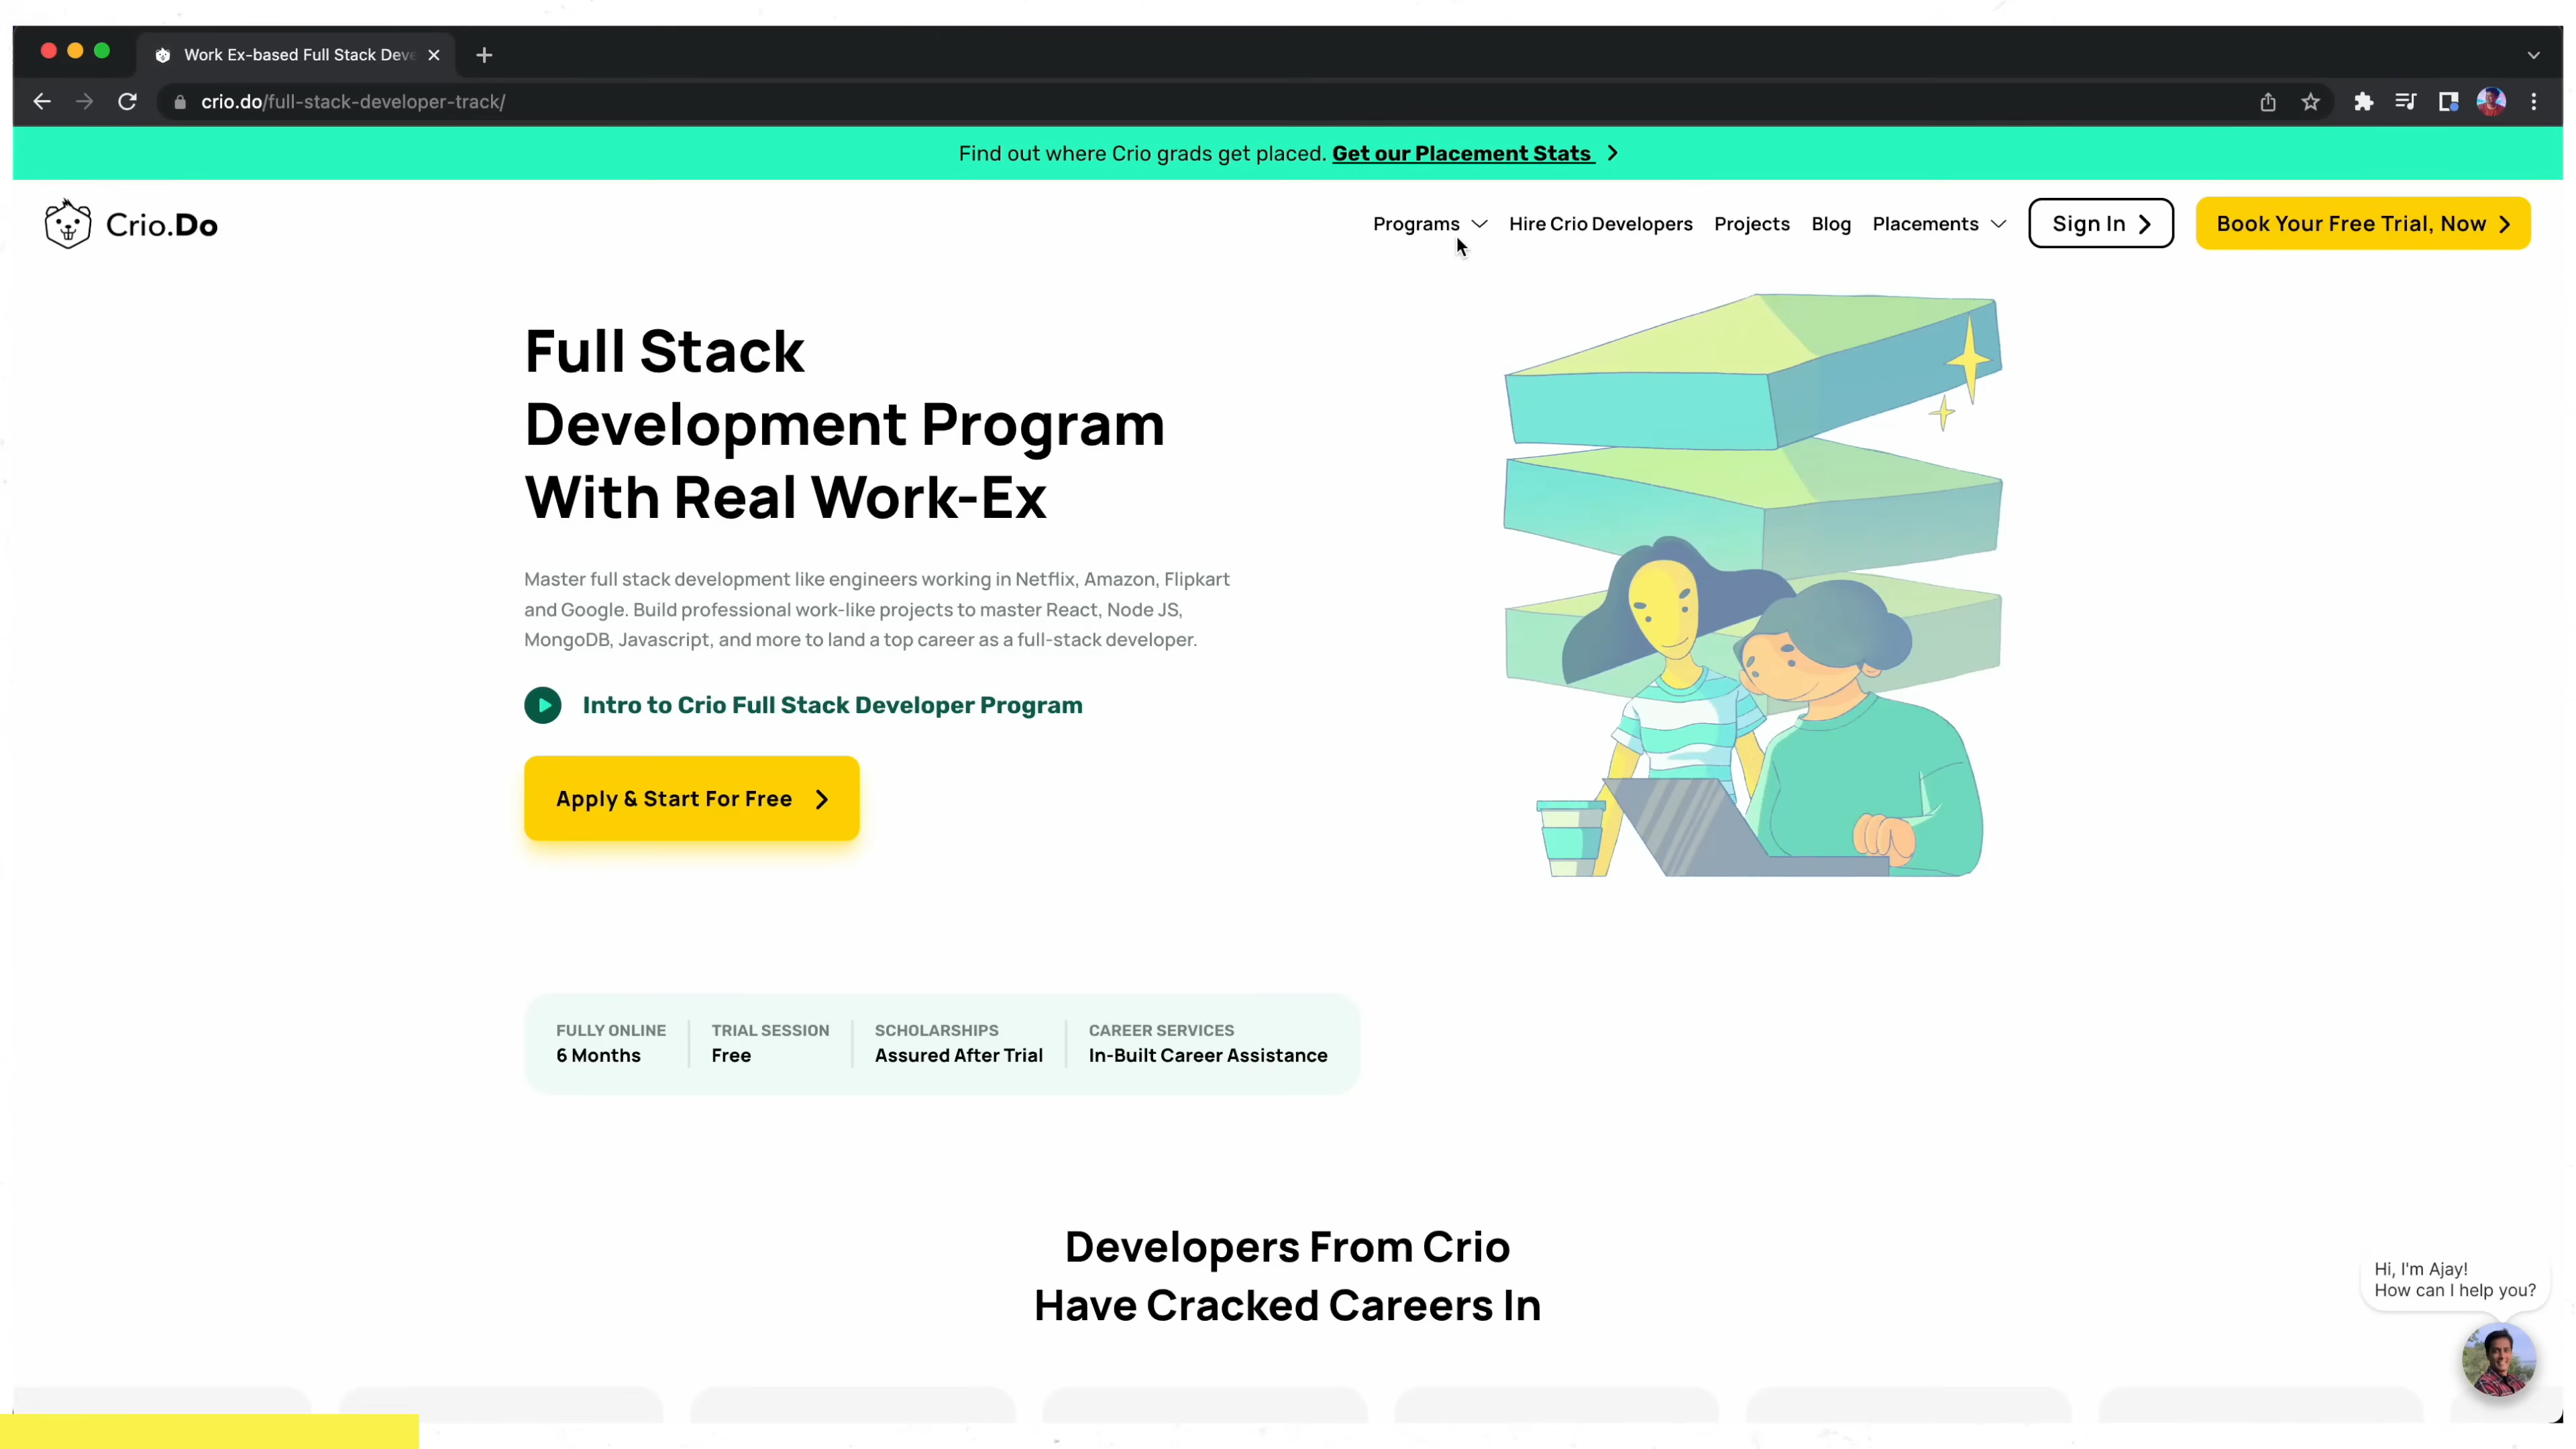 Work Ex-based Full Stack Deve
crio.do/full-stack-developer-track/
Find out where Crio grads get placed. Get our Placement Stats
Crio.Do
Programs
Hire Crio Developers
Projects
Blog
Placements
Sign In
Book Your Free Trial, Now
Full Stack
Development Program
With Real Work-Ex
Master full stack development like engineers working in Netflix, Amazon, Flipkart
and Google. Build professional work-like projects to master React, Node JS,
MongoDB, Javascript, and more to land a top career as a full-stack developer.
Intro to Crio Full Stack Developer Program
Apply & Start For Free
FULLY ONLINE
6 Months
TRIAL SESSION
Free
SCHOLARSHIPS
Assured After Trial
CAREER SERVICES
In-Built Career Assistance
Developers From Crio
Have Cracked Careers In
Hi, I'm Ajay!
How can I help you?